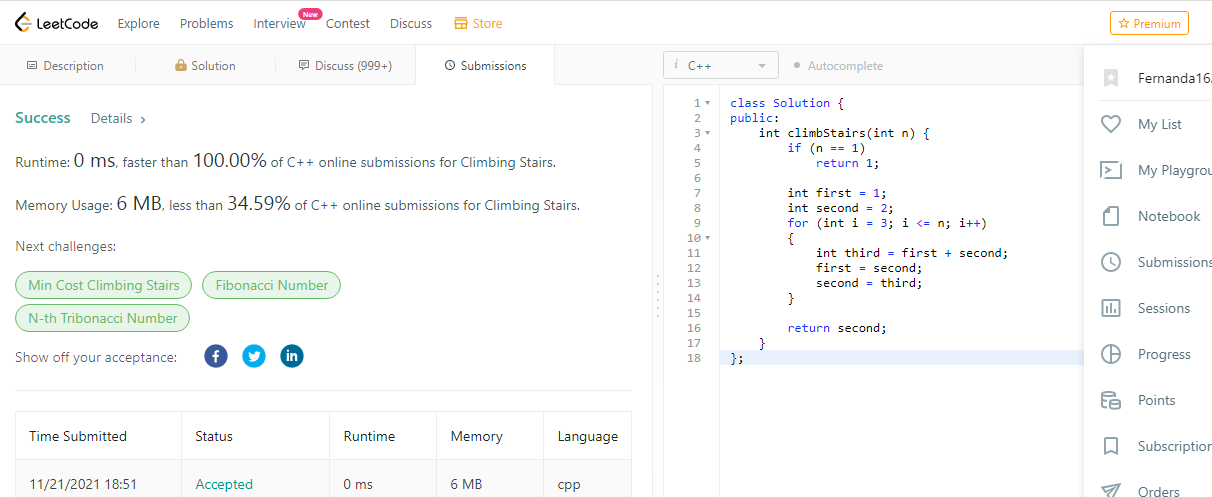 LeetCode Explore Problems Interview New Contest Discuss Store Premium
Description Solution Discuss (999+) Submissions
Success Details >
Runtime: 0 ms, faster than 100.00% of C++ online submissions for Climbing Stairs.
Memory Usage: 6 MB, less than 34.59% of C++ online submissions for Climbing Stairs.
Next challenges:
Min Cost Climbing Stairs Fibonacci Number
N-th Tribonacci Number
Show off your acceptance:
Time Submitted Status Runtime Memory Language
11/21/2021 18:51 Accepted 0 ms 6 MB cpp
i C++ Autocomplete
1 class Solution {
2 public:
3 int climbStairs(int n) {
4 if (n == 1)
5 return 1;
6
7 int first = 1;
8 int second = 2;
9 for (int i = 3; i <= n; i++)
10 {
11 int third = first + second;
12 first = second;
13 second = third;
14 }
15
16 return second;
17 }
18 };
Fernanda16
My List
My Playgrou
Notebook
Submissions
Sessions
Progress
Points
Subscription
Orders